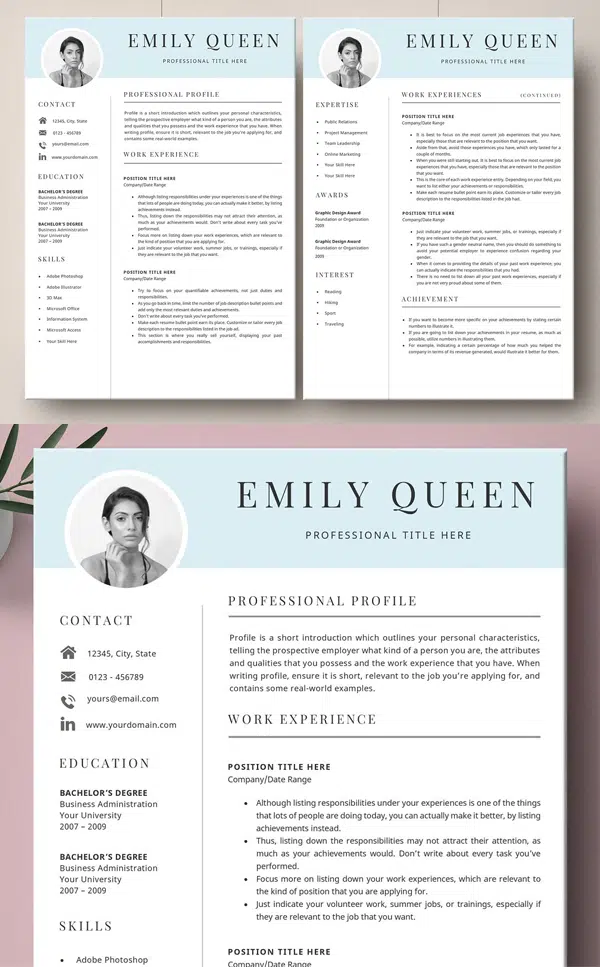 EMILY QUEEN
PROFESSIONAL TITLE HERE
CONTACT
12345, City, State
0123 - 456789
yours@email.com
www.yourdomain.com
EDUCATION
BACHELOR'S DEGREE
Business Administration
Your University
2007 – 2009
BACHELOR'S DEGREE
Business Administration
Your University
2007 – 2009
SKILLS
Adobe Photoshop
Adobe Illustrator
3D Max
Microsoft Office
Information System
Microsoft Access
Your Skill Here
PROFESSIONAL PROFILE
Profile is a short introduction which outlines your personal characteristics,
telling the prospective employer what kind of a person you are, the attributes
and qualities that you possess and the work experience that you have. When
writing profile, ensure it is short, relevant to the job you're applying for, and
contains some real-world examples.
WORK EXPERIENCE
POSITION TITLE HERE
Company/Date Range
Although listing responsibilities under your experiences is one of the things
that lots of people are doing today, you can actually make it better, by listing
achievements instead.
Thus, listing down the responsibilities may not attract their attention, as
much as your achievements would. Don't write about every task you've
performed.
Focus more on listing down your work experiences, which are relevant to
the kind of position that you are applying for.
Just indicate your volunteer work, summer jobs, or trainings, especially if
they are relevant to the job that you want.
POSITION TITLE HERE
Company/Date Range
Try to focus on your quantifiable achievements, not just duties and
responsibilities.
As you go back in time, limit the number of job description bullet points and
add only the most relevant duties and achievements.
Don't write about every task you've performed.
Make each resume bullet point earn its place. Customize or tailor every job
description to the responsibilities listed in the job ad.
This section is where you really sell yourself, displaying your past
accomplishments and responsibilities.
EMILY QUEEN
PROFESSIONAL TITLE HERE
EXPERTISE
Public Relations
Project Management
Team Leadership
Online Marketing
Your Skill Here
Your Skill Here
AWARDS
Graphic Design Award
Foundation or Organization
2009
Graphic Design Award
Foundation or Organization
2009
INTEREST
Reading
Hiking
Sport
Traveling
WORK EXPERIENCES (CONTINUED)
POSITION TITLE HERE
Company/Date Range
It is best to focus on the most current job experiences that you have,
especially those that are relevant to the position that you want.
Aside from that, avoid those experiences you have, which only lasted for a
couple of months.
When you were still starting out, it is best to focus on the most current job
experiences that you have, especially those that are relevant to the position
that you want.
This is the core of each work experience entry. Depending on your field, you
want to list either your achievements or responsibilities.
Make each resume bullet point earn its place. Customize or tailor every job
description to the responsibilities listed in the job had.
POSITION TITLE HERE
Company/Date Range
Just indicate your volunteer work, summer jobs, or trainings, especially if
they are relevant to the job that you want.
If you have such a gender neutral name, then you should do something to
avoid your potential employer to experience confusion regarding your
gender.
When it comes to providing the details of your past work experience, you
can actually indicate the responsibilities that you had.
There is no need to list down all your past work experiences, especially if
you are not very proud about some of them.
ACHIEVEMENT
If you want to become more specific on your achievements by stating certain
numbers to illustrate it.
If you are going to list down your achievements in your resume, as much as
possible, utilize numbers in illustrating them.
For example, indicating a certain percentage of how much you helped the
company in terms of its revenue generated, would illustrate it better for them.
EMILY QUEEN
PROFESSIONAL TITLE HERE
CONTACT
12345, City, State
0123 - 456789
yours@email.com
www.yourdomain.com
EDUCATION
BACHELOR'S DEGREE
Business Administration
Your University
2007 – 2009
BACHELOR'S DEGREE
Business Administration
Your University
2007 – 2009
SKILLS
Adobe Photoshop
PROFESSIONAL PROFILE
Profile is a short introduction which outlines your personal characteristics,
telling the prospective employer what kind of a person you are, the attributes
and qualities that you possess and the work experience that you have. When
writing profile, ensure it is short, relevant to the job you're applying for, and
contains some real-world examples.
WORK EXPERIENCE
POSITION TITLE HERE
Company/Date Range
Although listing responsibilities under your experiences is one of the things
that lots of people are doing today, you can actually make it better, by listing
achievements instead.
Thus, listing down the responsibilities may not attract their attention, as
much as your achievements would. Don't write about every task you've
performed.
Focus more on listing down your work experiences, which are relevant to
the kind of position that you are applying for.
Just indicate your volunteer work, summer jobs, or trainings, especially if
they are relevant to the job that you want.
POSITION TITLE HERE
Company/Date Range